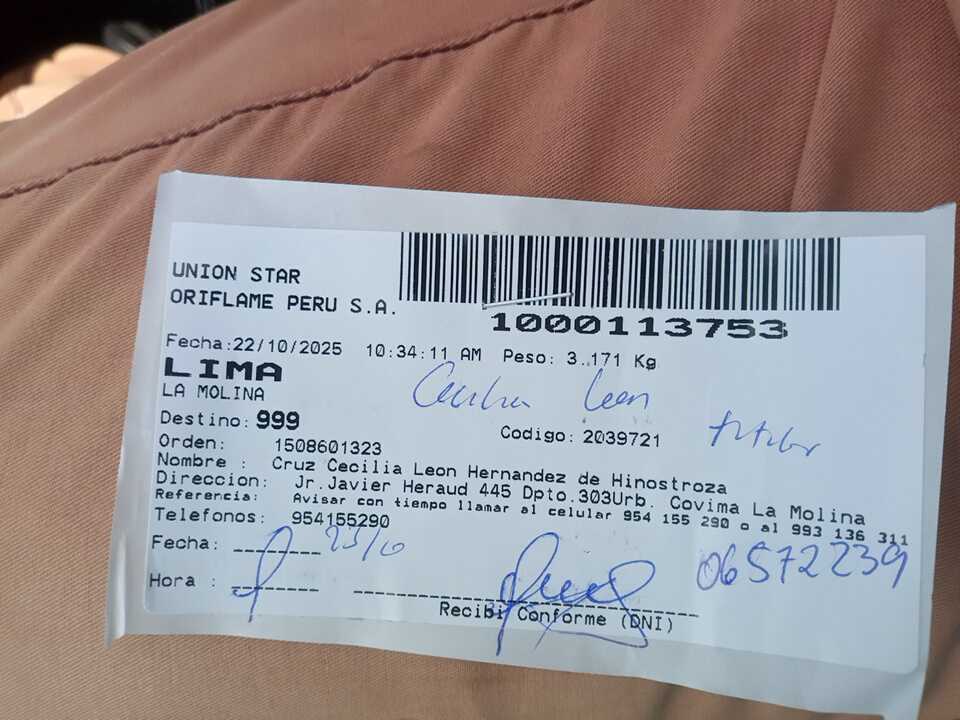 UNION STAR
ORIFLAME PERU S.A.
1000113753
Fecha:22/10/2025 10:34:11 AM Peso: 3.171 Kg
LIMA
LA MOLINA
Cecilia Leon
titular
Destino: 999
Codigo: 2039721
Orden: 1508601323
Nombre : Cruz Cecilia Leon Hernandez de Hinostroza
Direccion: Jr.Javier Heraud 445 Dpto.303Urb. Covima La Molina
Referencia: Avisar con tiempo llamar al celular 954 155 290 o al 993 136 311
Telefonos: 954155290
Fecha: 23/10
06572239
Hora :
Recibi Conforme (DNI)